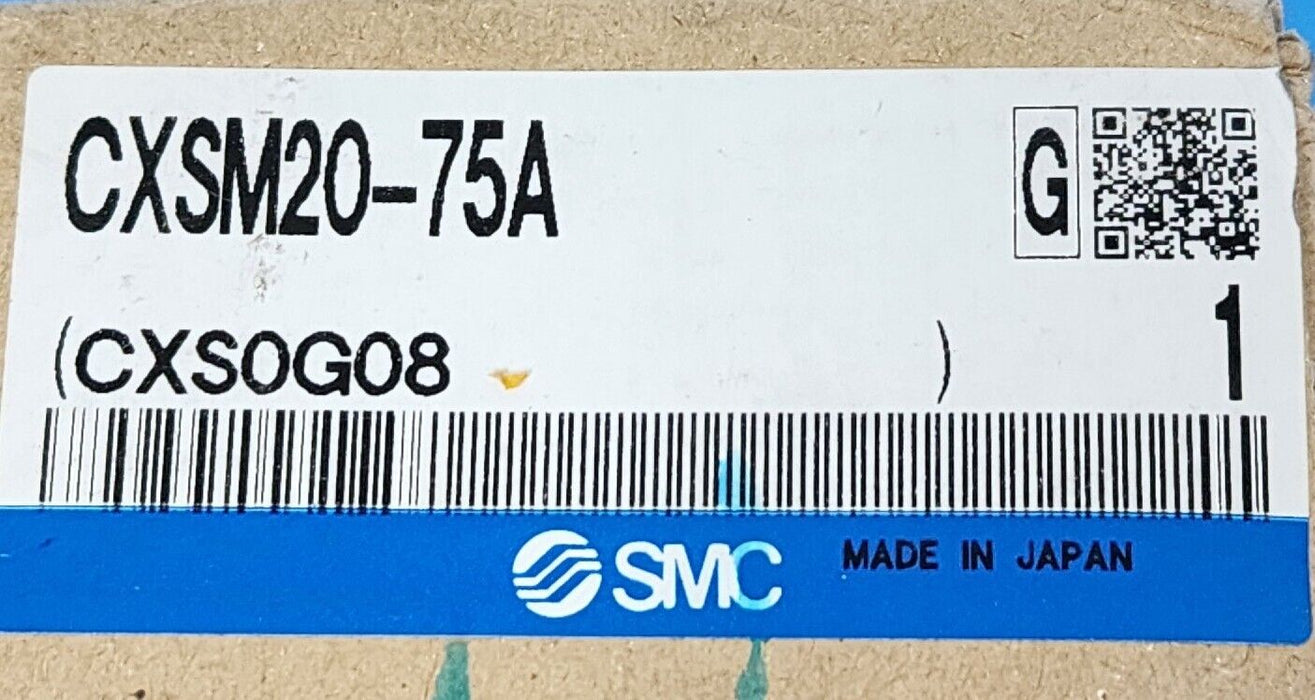 CXSM20-75A
G
(CXS0G08 )
1
SMC MADE IN JAPAN